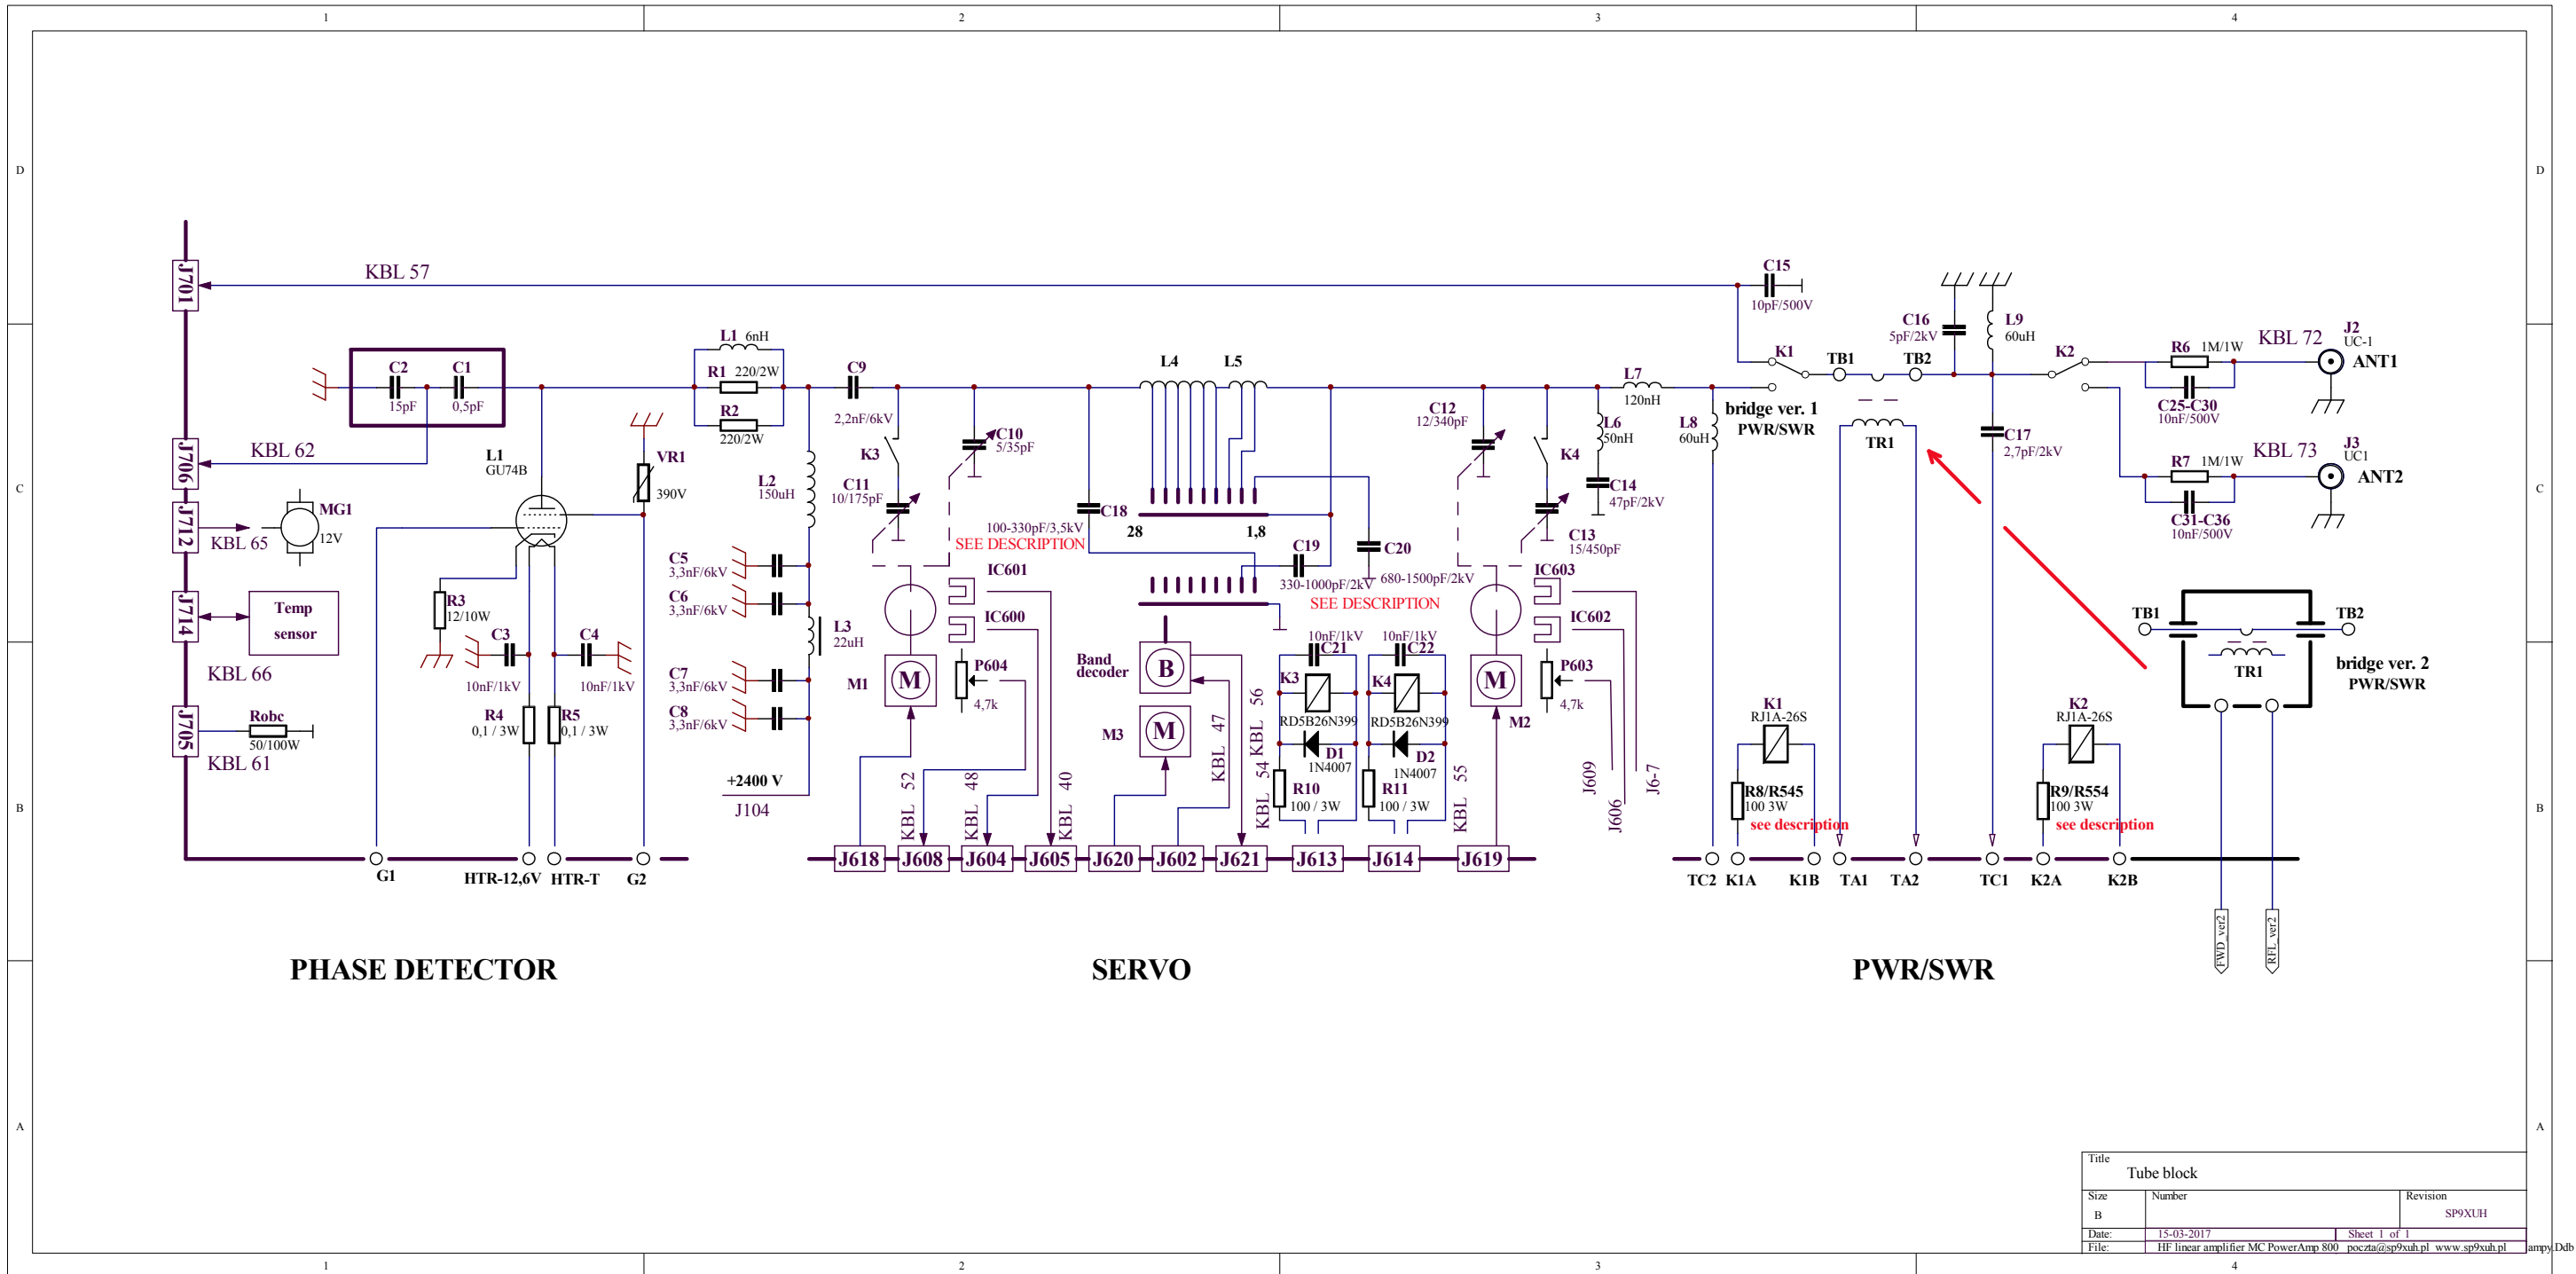 1
2
3
4
D
D
J701
KBL 57
C15
10pF/500V
L1 6nH
R1 220/2W
R2
220/2W
C2
15pF
C1
0,5pF
C9
2,2nF/6kV
L4
L5
L7
120nH
K1
TB1
TB2
C16
5pF/2kV
L9
60uH
K2
R6 1M/1W
KBL 72
J2
UC-1
ANT1
C25-C30
10nF/500V
bridge ver. 1
PWR/SWR
TR1
C17
2,7pF/2kV
R7 1M/1W
KBL 73
J3
UC1
ANT2
C31-C36
10nF/500V
J706
KBL 62
L1
GU74B
VR1
390V
L2
150uH
K3
C10
5/35pF
C11
10/175pF
C18
100-330pF/3,5kV
SEE DESCRIPTION
28
1,8
C19
330-1000pF/2kV
C20
680-1500pF/2kV
SEE DESCRIPTION
C12
12/340pF
K4
L6
50nH
C14
47pF/2kV
C13
15/450pF
L8
60uH
C
C
J712
KBL 65
MG1
12V
J714
Temp
sensor
KBL 66
R3
12/10W
C3
10nF/1kV
C4
10nF/1kV
R4
0,1 / 3W
R5
0,1 / 3W
J705
Robc
50/100W
KBL 61
C5
3,3nF/6kV
C6
3,3nF/6kV
L3
22uH
C7
3,3nF/6kV
C8
3,3nF/6kV
+2400 V
J104
IC601
IC600
M1
M
P604
4,7k
Band
decoder
B
M3
M
10nF/1kV
C21
K3
RD5B26N399
D1
1N4007
R10
100 / 3W
10nF/1kV
C22
K4
RD5B26N399
D2
1N4007
R11
100 / 3W
IC603
IC602
M
M2
P603
4,7k
KBL 52
KBL 48
KBL 40
KBL 47
KBL 54
KBL 56
KBL 55
J609
J606
J6-7
K1
RJ1A-26S
R8/R545
100 3W
see description
K2
RJ1A-26S
R9/R554
100 3W
see description
TB1
TB2
TR1
bridge ver. 2
PWR/SWR
B
B
G1
HTR-12,6V
HTR-T
G2
J618
J608
J604
J605
J620
J602
J621
J613
J614
J619
TC2
K1A
K1B
TA1
TA2
TC1
K2A
K2B
FWD_ver2
RFL_ver2
PHASE DETECTOR
SERVO
PWR/SWR
A
A
Title
Tube block
Size
Number
Revision
B
SP9XUH
Date:
15-03-2017
Sheet 1 of 1
File:
HF linear amplifier MC PowerAmp 800 poczta@sp9xuh.pl www.sp9xuh.pl
ampy.Ddb
1
2
3
4